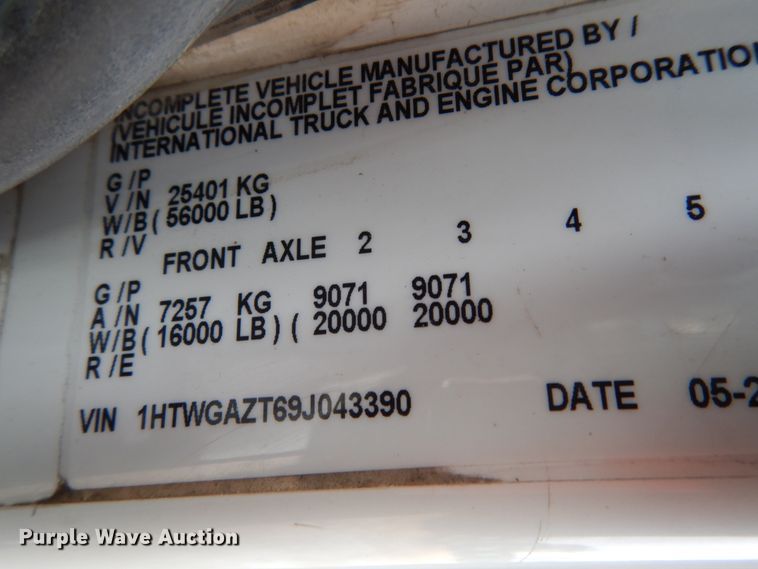 INCOMPLETE VEHICLE MANUFACTURED BY /
(VEHICULE INCOMPLET FABRIQUE PAR)
INTERNATIONAL TRUCK AND ENGINE CORPORATION
G /P
V / N 25401 KG
W/B ( 56000 LB )
R / V
FRONT AXLE 2 3 4 5
G /P
A / N 7257 KG 9071 9071
W/B ( 16000 LB ) ( 20000 20000
R /E
VIN 1HTWGAZT69J043390 DATE 05-2
Purple Wave Auction